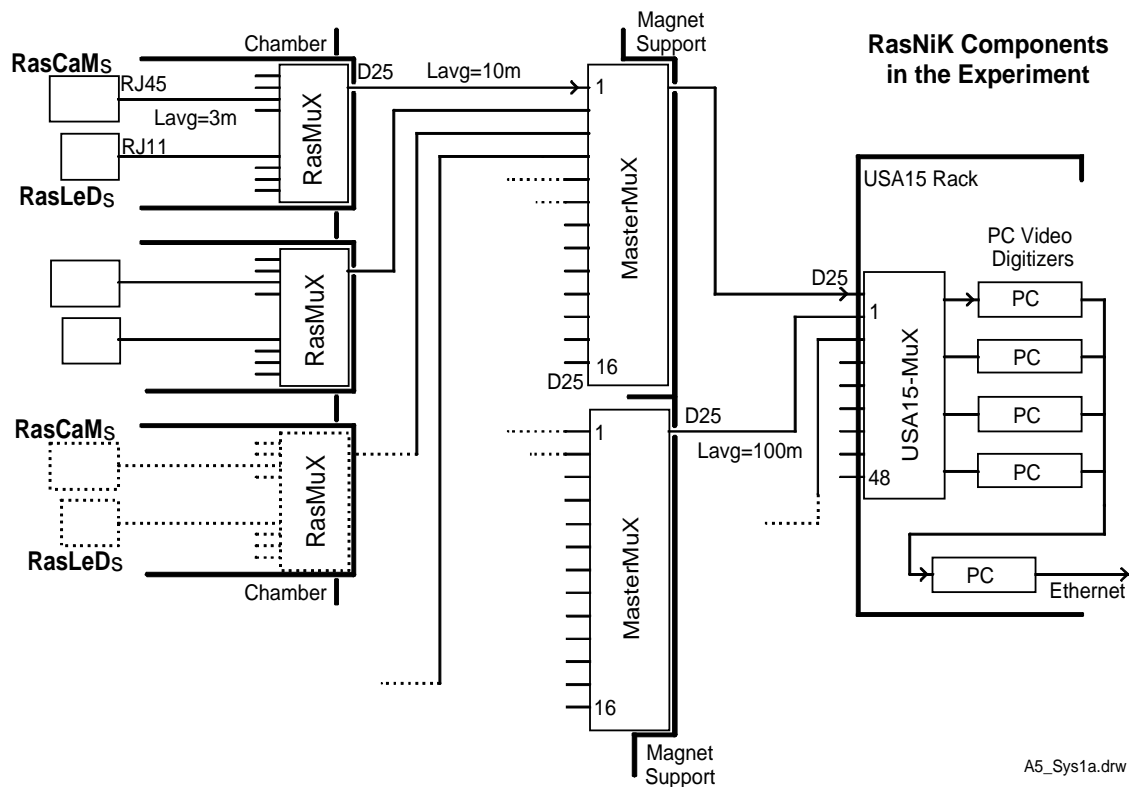 RasNiK Components
in the Experiment
Chamber
RasCaMs
RJ45
Lavg=3m
RJ11
RasLeDs
RasMuX
D25
Lavg=10m
Magnet
Support
1
MasterMuX
16
D25
RasMuX
RasCaMs
RasLeDs
RasMuX
Chamber
1
MasterMuX
16
D25
Lavg=100m
Magnet
Support
USA15 Rack
PC Video
Digitizers
D25
1
USA15-MuX
48
PC
PC
PC
PC
PC
Ethernet
A5_Sys1a.drw